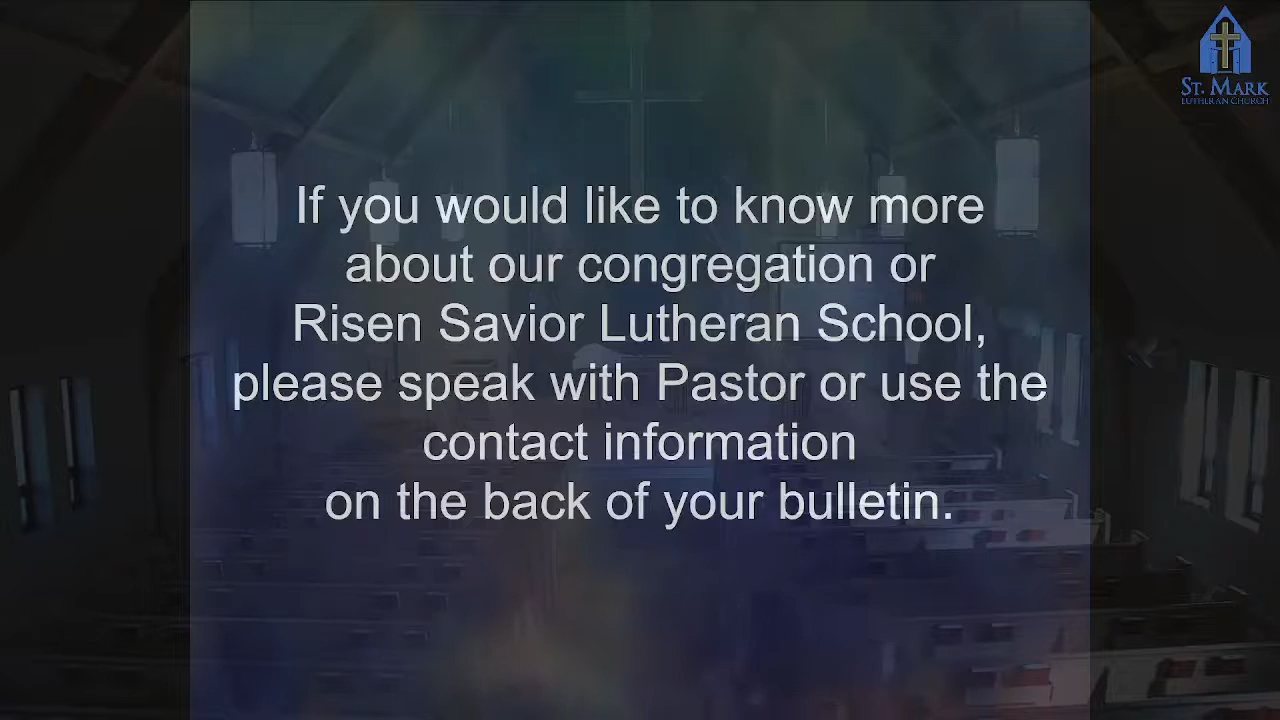 St. Mark
Lutheran Church
If you would like to know more
about our congregation or
Risen Savior Lutheran School,
please speak with Pastor or use the
contact information
on the back of your bulletin.